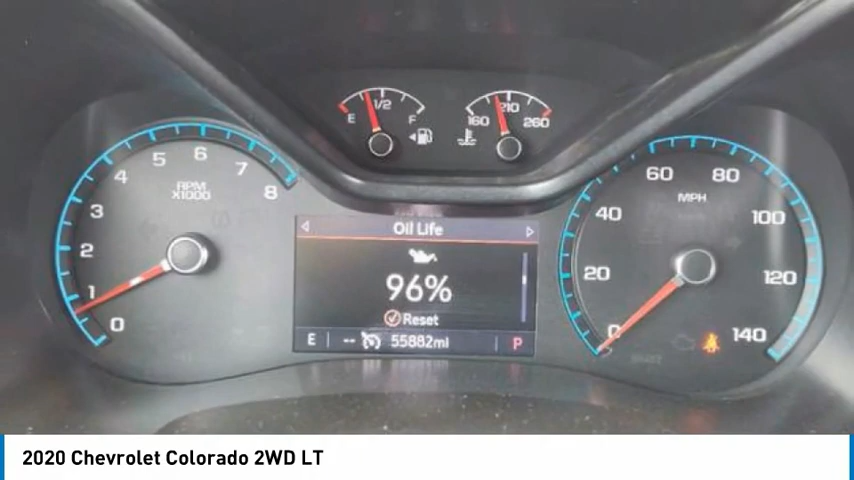 1/2
E
F
210
160
260
0
1
2
3
4
5
6
7
8
RPM
X1000
Oil Life
96%
Reset
E
--
55882mi
P
0
20
40
60
80
100
120
140
MPH
2020 Chevrolet Colorado 2WD LT